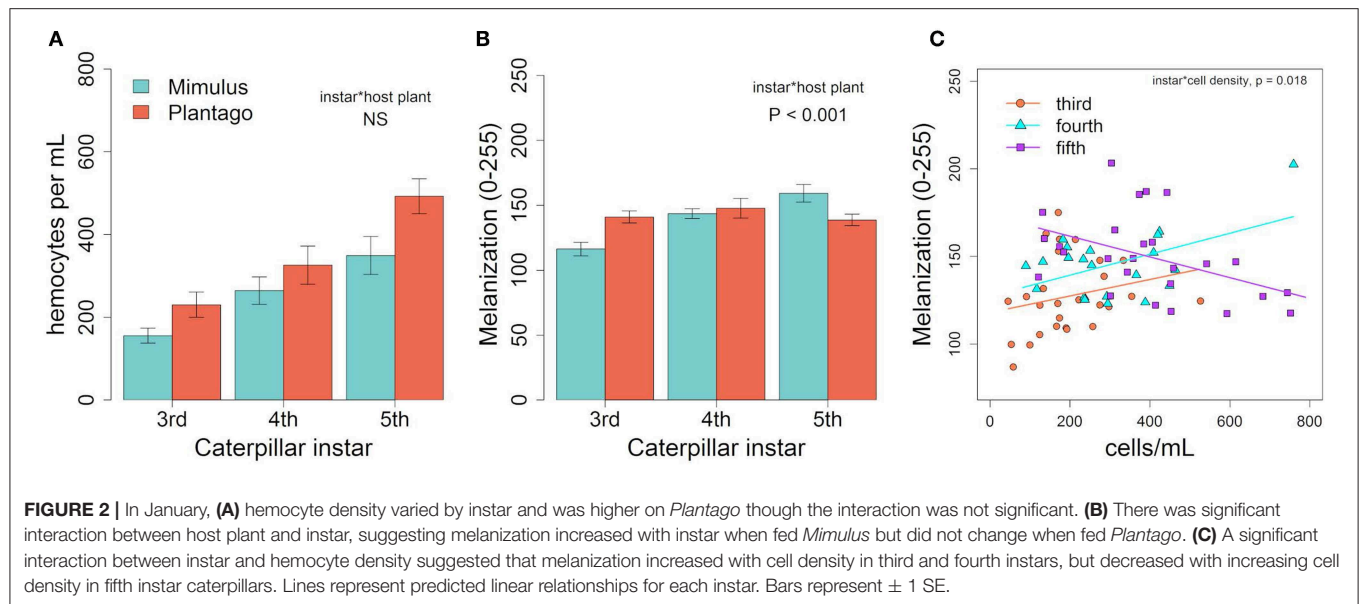 A
800
600
400
200
0
hemocytes per mL
Mimulus
Plantago
instar*host plant
NS
3rd 4th 5th
Caterpillar instar
B
250
200
150
100
50
0
Melanization (0-255)
instar*host plant
P < 0.001
3rd 4th 5th
Caterpillar instar
C
250
200
150
100
Melanization (0-255)
instar*cell density, p = 0.018
third
fourth
fifth
0 200 400 600 800
cells/mL
FIGURE 2 | In January, (A) hemocyte density varied by instar and was higher on Plantago though the interaction was not significant. (B) There was significant
interaction between host plant and instar, suggesting melanization increased with instar when fed Mimulus but did not change when fed Plantago. (C) A significant
interaction between instar and hemocyte density suggested that melanization increased with cell density in third and fourth instars, but decreased with increasing cell
density in fifth instar caterpillars. Lines represent predicted linear relationships for each instar. Bars represent ± 1 SE.